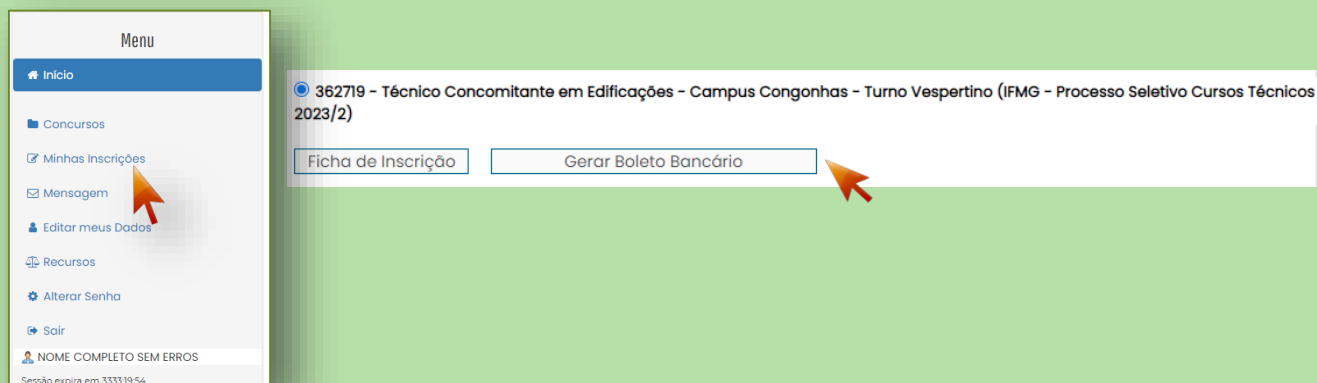 Menu
Início
Concursos
Minhas Inscrições
Mensagem
Editar meus Dados
Recursos
Alterar Senha
Sair
NOME COMPLETO SEM ERROS
Sessão expira em 3333:19:54
362719 - Técnico Concomitante em Edificações - Campus Congonhas - Turno Vespertino (IFMG - Processo Seletivo Cursos Técnicos
2023/2)
Ficha de Inscrição
Gerar Boleto Bancário